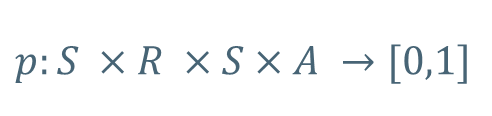 p: S × R × S × A → [0,1]